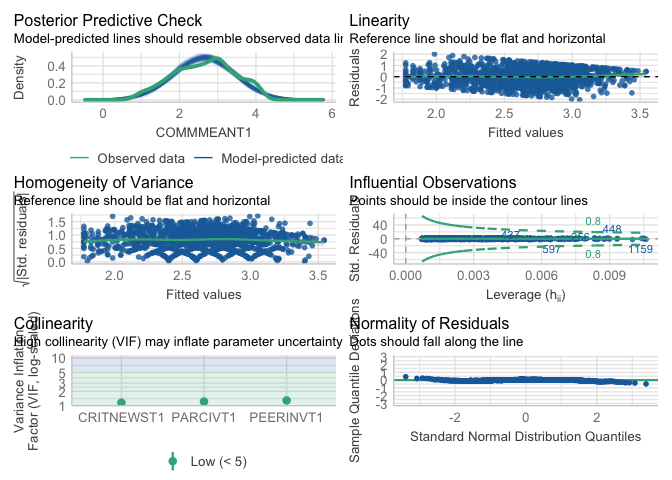 Posterior Predictive Check
Model-predicted lines should resemble observed data lin
Density
0.4
0.2
0.0
0
2
4
6
COMMMEANT1
Observed data
Model-predicted data
Linearity
Reference line should be flat and horizontal
Residuals
2
1
0
-1
-2
2.0
2.5
3.0
3.5
Fitted values
Homogeneity of Variance
Reference line should be flat and horizontal
√|Std. residuals|
1.5
1.0
0.5
0.0
2.0
2.5
3.0
3.5
Fitted values
Influential Observations
Points should be inside the contour lines
Std. Residuals
40
0
-40
0.8
448
597
1159
0.8
0.000
0.003
0.006
0.009
Leverage (hii)
Collinearity
High collinearity (VIF) may inflate parameter uncertainty
Variance Inflation
Factor (VIF, log-scaled)
10
5
3
2
1
CRITNEWST1
PARCIVT1
PEERINVT1
Low (< 5)
Normality of Residuals
Dots should fall along the line
Sample Quantile Deviations
3
2
1
0
-1
-2
-3
-2
0
2
Standard Normal Distribution Quantiles